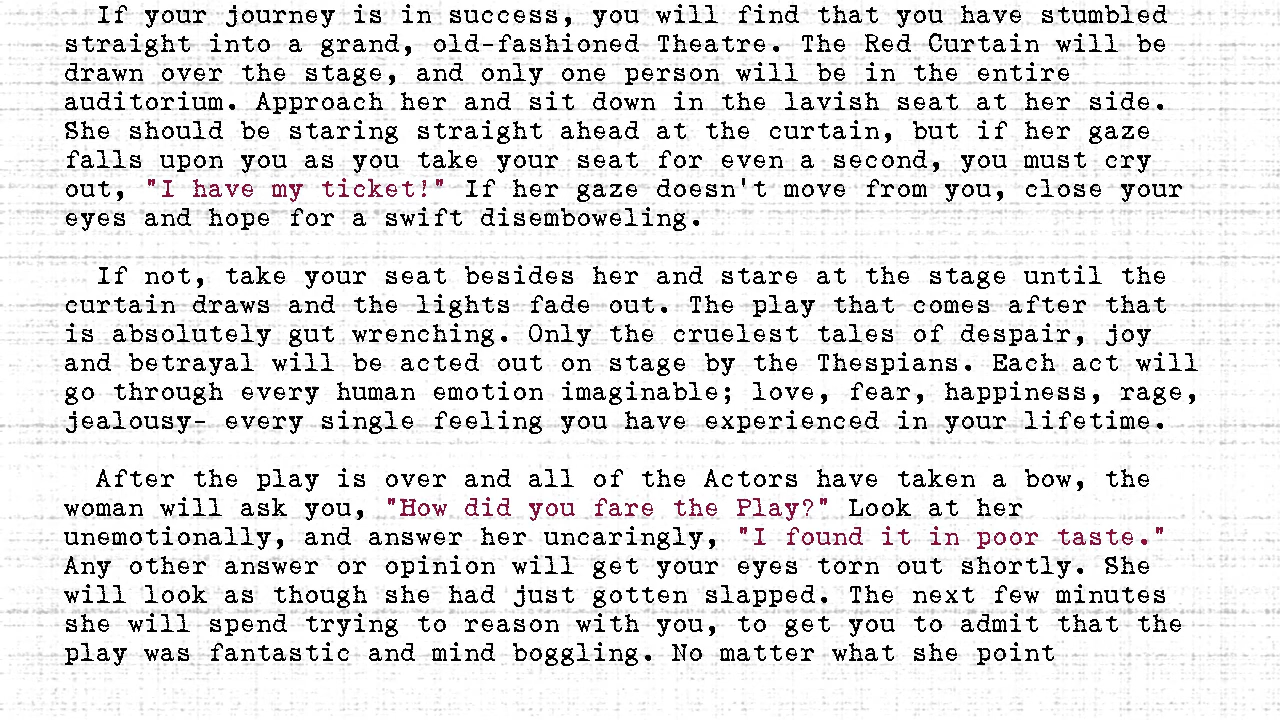 If your journey is in success, you will find that you have stumbled
straight into a grand, old-fashioned Theatre. The Red Curtain will be
drawn over the stage, and only one person will be in the entire
auditorium. Approach her and sit down in the lavish seat at her side.
She should be staring straight ahead at the curtain, but if her gaze
falls upon you as you take your seat for even a second, you must cry
out, "I have my ticket!" If her gaze doesn't move from you, close your
eyes and hope for a swift disemboweling.
If not, take your seat besides her and stare at the stage until the
curtain draws and the lights fade out. The play that comes after that
is absolutely gut wrenching. Only the cruelest tales of despair, joy
and betrayal will be acted out on stage by the Thespians. Each act will
go through every human emotion imaginable; love, fear, happiness, rage,
jealousy- every single feeling you have experienced in your lifetime.
After the play is over and all of the Actors have taken a bow, the
woman will ask you, "How did you fare the Play?" Look at her
unemotionally, and answer her uncaringly, "I found it in poor taste."
Any other answer or opinion will get your eyes torn out shortly. She
will look as though she had just gotten slapped. The next few minutes
she will spend trying to reason with you, to get you to admit that the
play was fantastic and mind boggling. No matter what she point